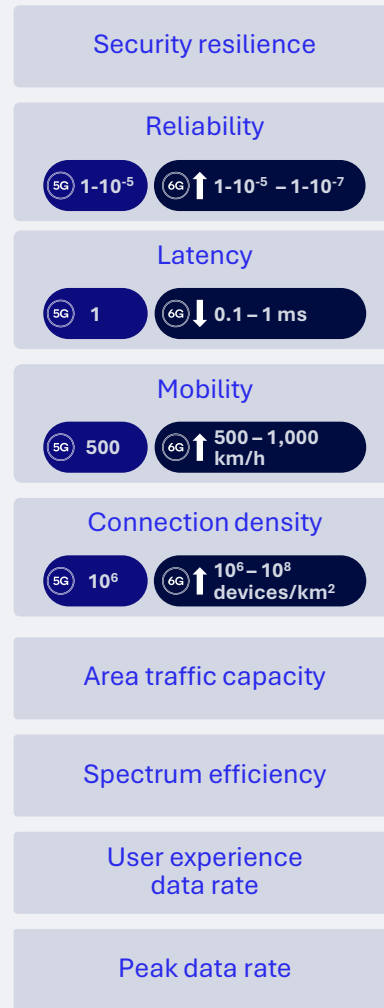 Security resilience
Reliability
5G 1-10⁻⁵ 6G ↑ 1-10⁻⁵ – 1-10⁻⁷
Latency
5G 1 6G ↓ 0.1 – 1 ms
Mobility
5G 500 6G ↑ 500 – 1,000
km/h
Connection density
5G 10⁶ 6G ↑ 10⁶ – 10⁸
devices/km²
Area traffic capacity
Spectrum efficiency
User experience
data rate
Peak data rate